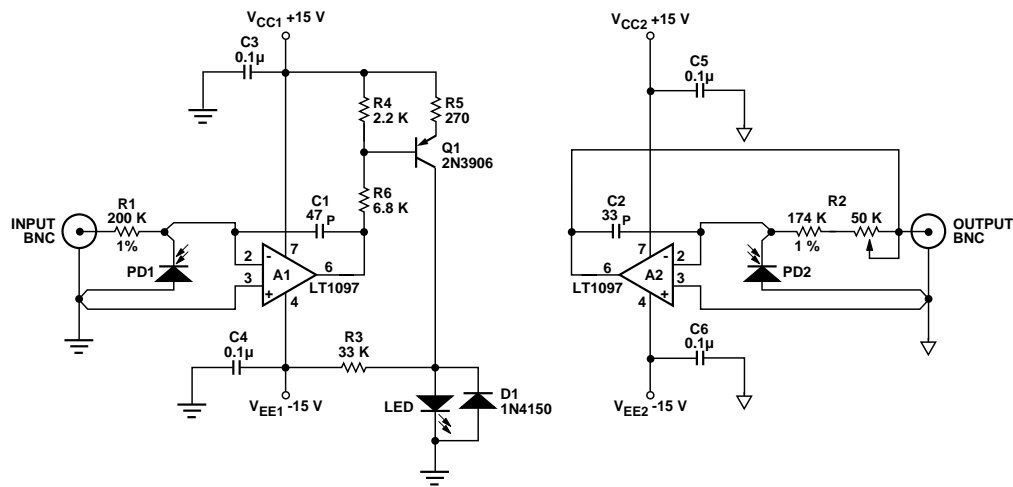 VCC1 +15 V
C3
0.1µ
R4
2.2 K
R5
270
Q1
2N3906
R6
6.8 K
C1
47 P
INPUT
BNC
R1
200 K
1%
PD1
2
-
7
A1
6
LT1097
3
+
4
C4
0.1µ
R3
33 K
VEE1 -15 V
LED
D1
1N4150
VCC2 +15 V
C5
0.1µ
C2
33 P
R2
174 K
50 K
1 %
OUTPUT
BNC
PD2
7
-
2
6
A2
LT1097
3
+
4
C6
0.1µ
VEE2 -15 V